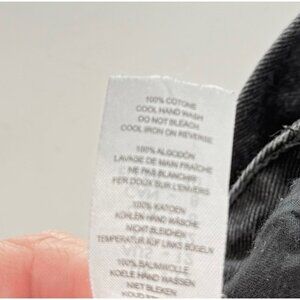 100% COTONE
COOL HAND WASH
DO NOT BLEACH
COOL IRON ON REVERSE
100% ALGODÓN
LAVAGE DE MAIN FRAÎCHE
NE PAS BLANCHIR
FER DOUX SUR L'ENVERS
100% KATOEN
KÜHLEN HAND WÄSCHE
NICHT BLEICHEN
TEMPERATUR AUF LINKS BÜGELN
100% BAUMWOLLE
KOELE HAND WASSEN
NIET BLEKEN